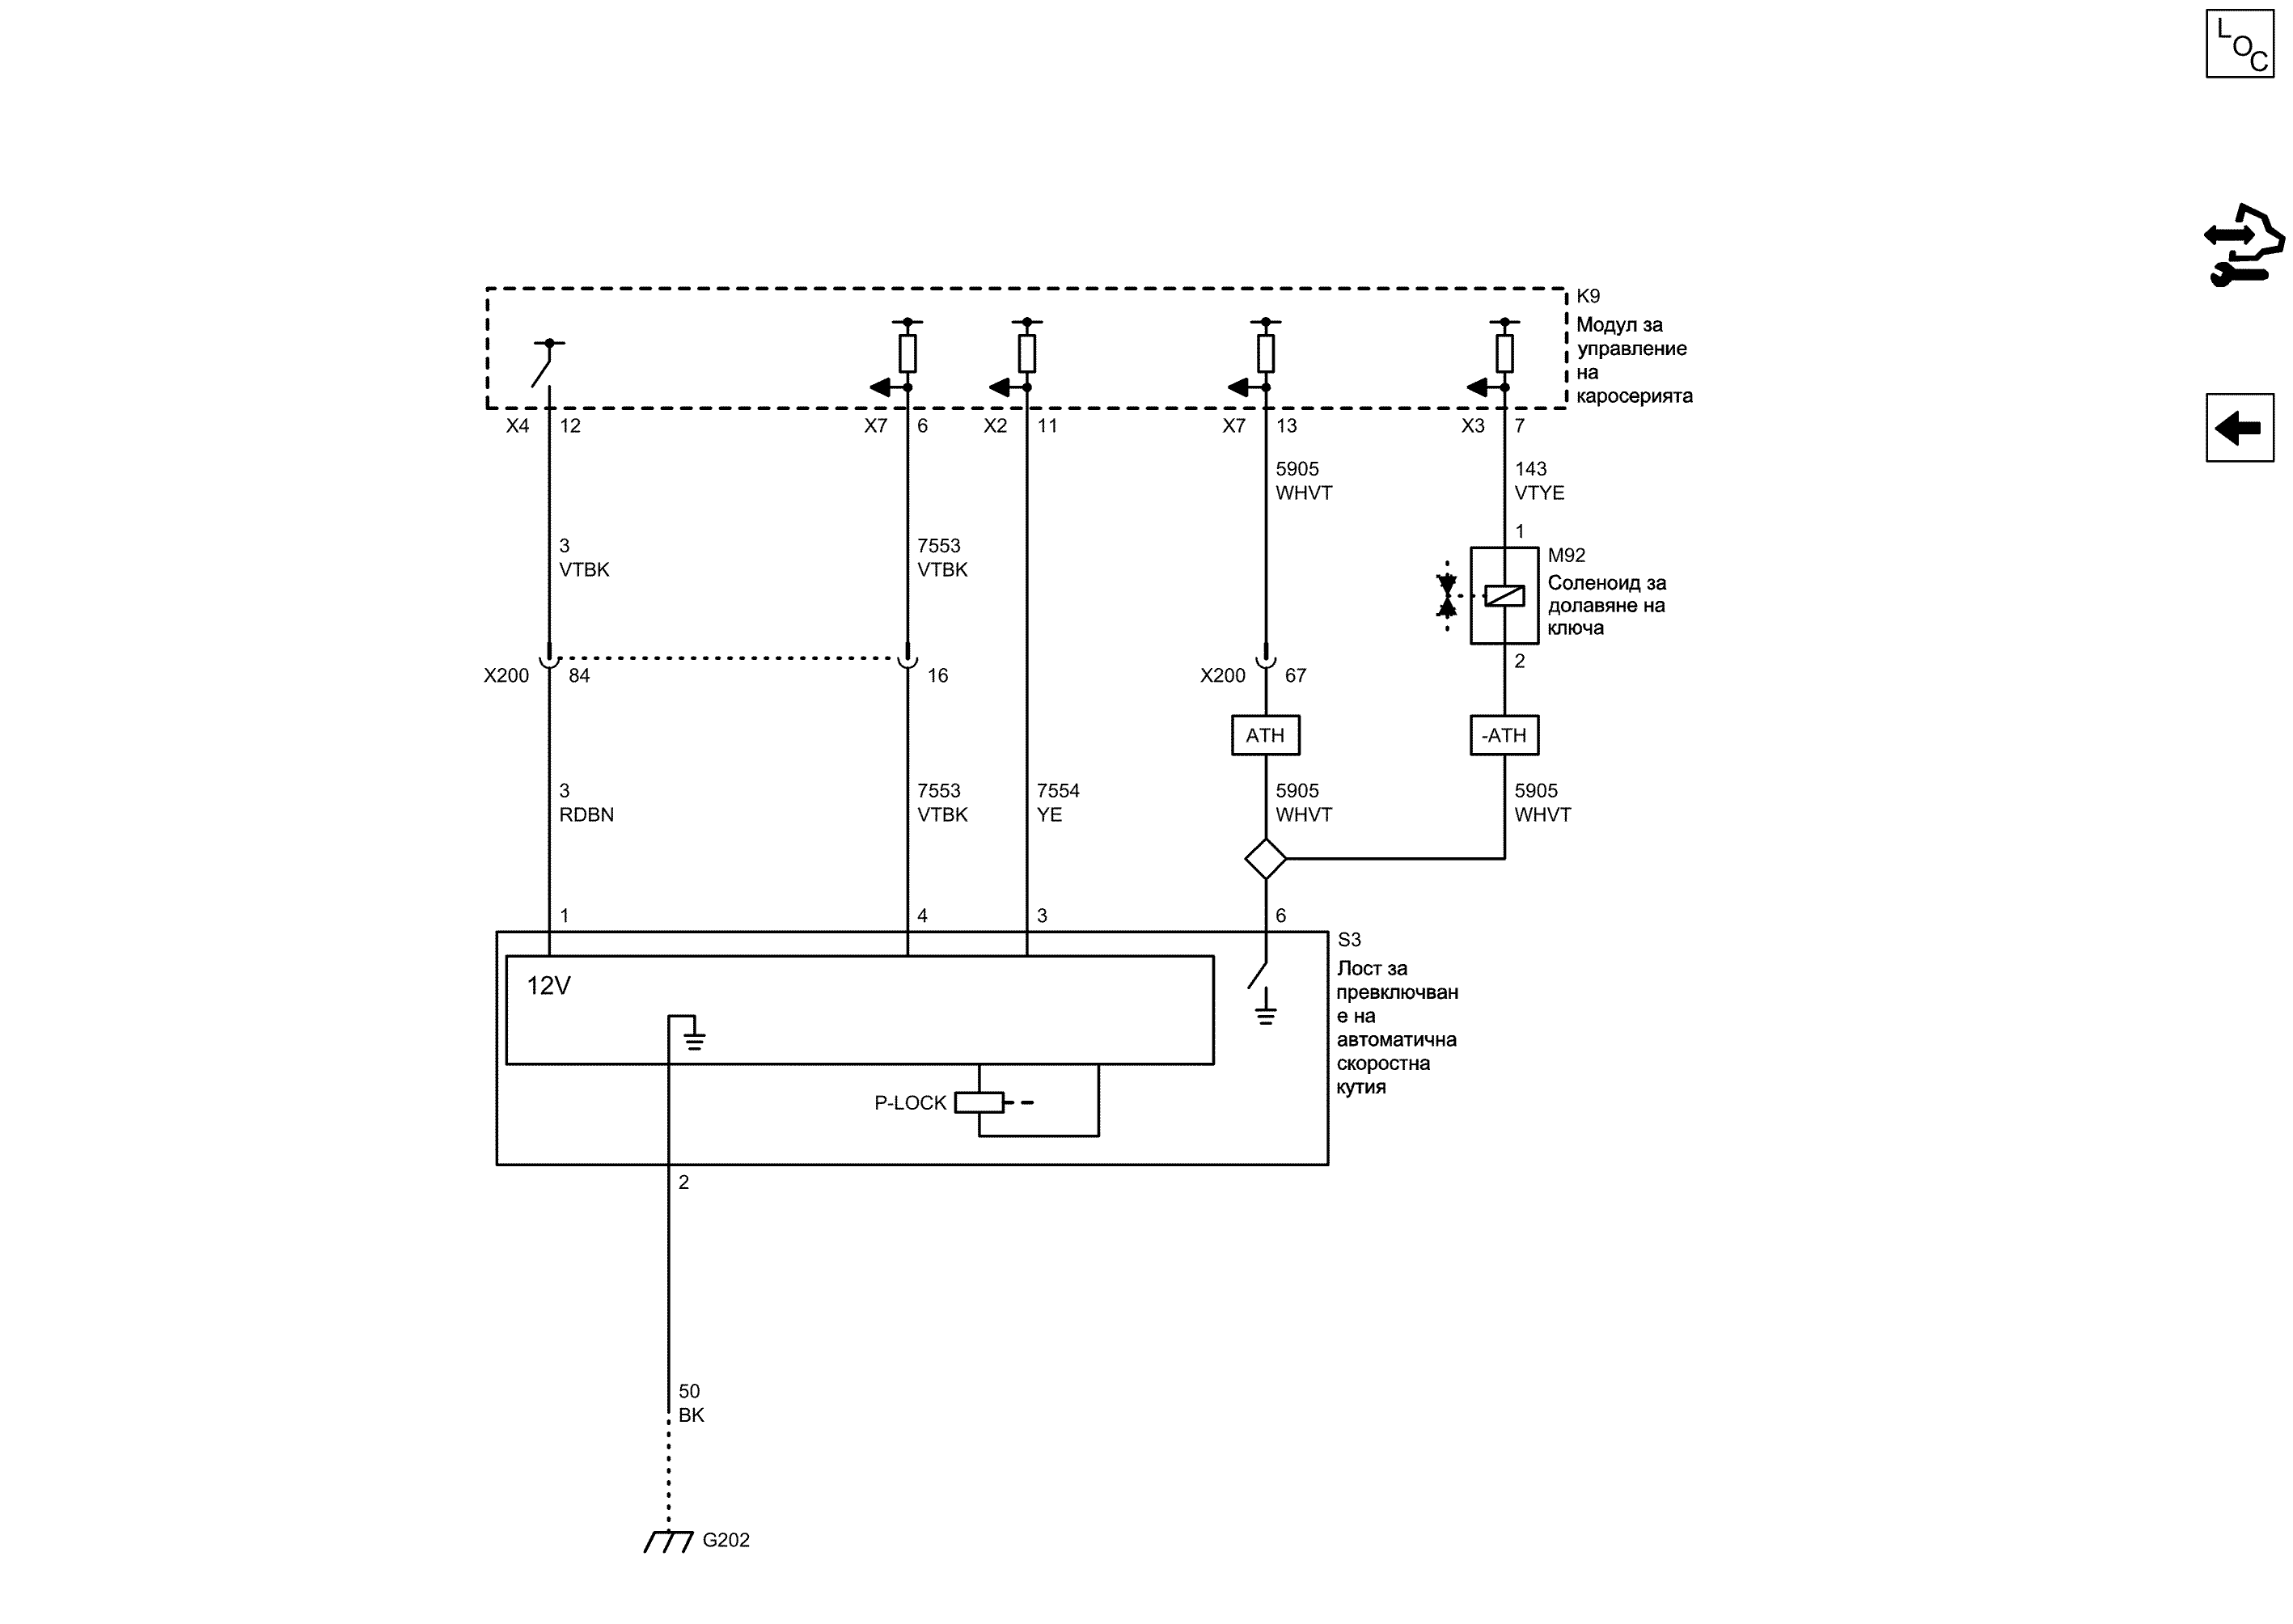 LOC
K9
Модул за
управление
на
каросерията
X4 12
X7 6
X2 11
X7 13
X3 7
5905
WHVT
143
VTYE
1
3
VTBK
7553
VTBK
M92
Соленоид за
долавяне на
ключа
2
X200 84
16
X200 67
ATH
-ATH
3
RDBN
7553
VTBK
7554
YE
5905
WHVT
5905
WHVT
1
4
3
6
S3
Лост за
превключван
е на
автоматична
скоростна
кутия
12V
P-LOCK
2
50
BK
G202